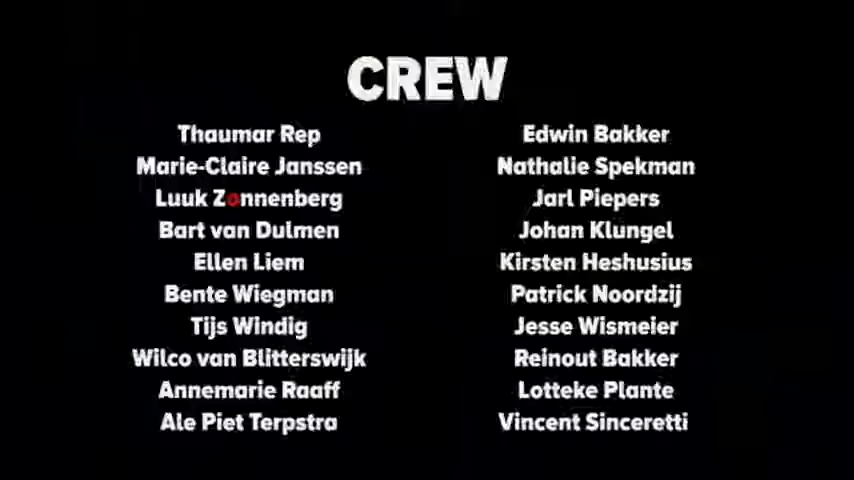 CREW
Thaumar Rep
Marie-Claire Janssen
Luuk Zonnenberg
Bart van Dulmen
Ellen Liem
Bente Wiegman
Tijs Windig
Wilco van Blitterswijk
Annemarie Raaff
Ale Piet Terpstra
Edwin Bakker
Nathalie Spekman
Jarl Piepers
Johan Klungel
Kirsten Heshusius
Patrick Noordzij
Jesse Wismeier
Reinout Bakker
Lotteke Plante
Vincent Sinceretti